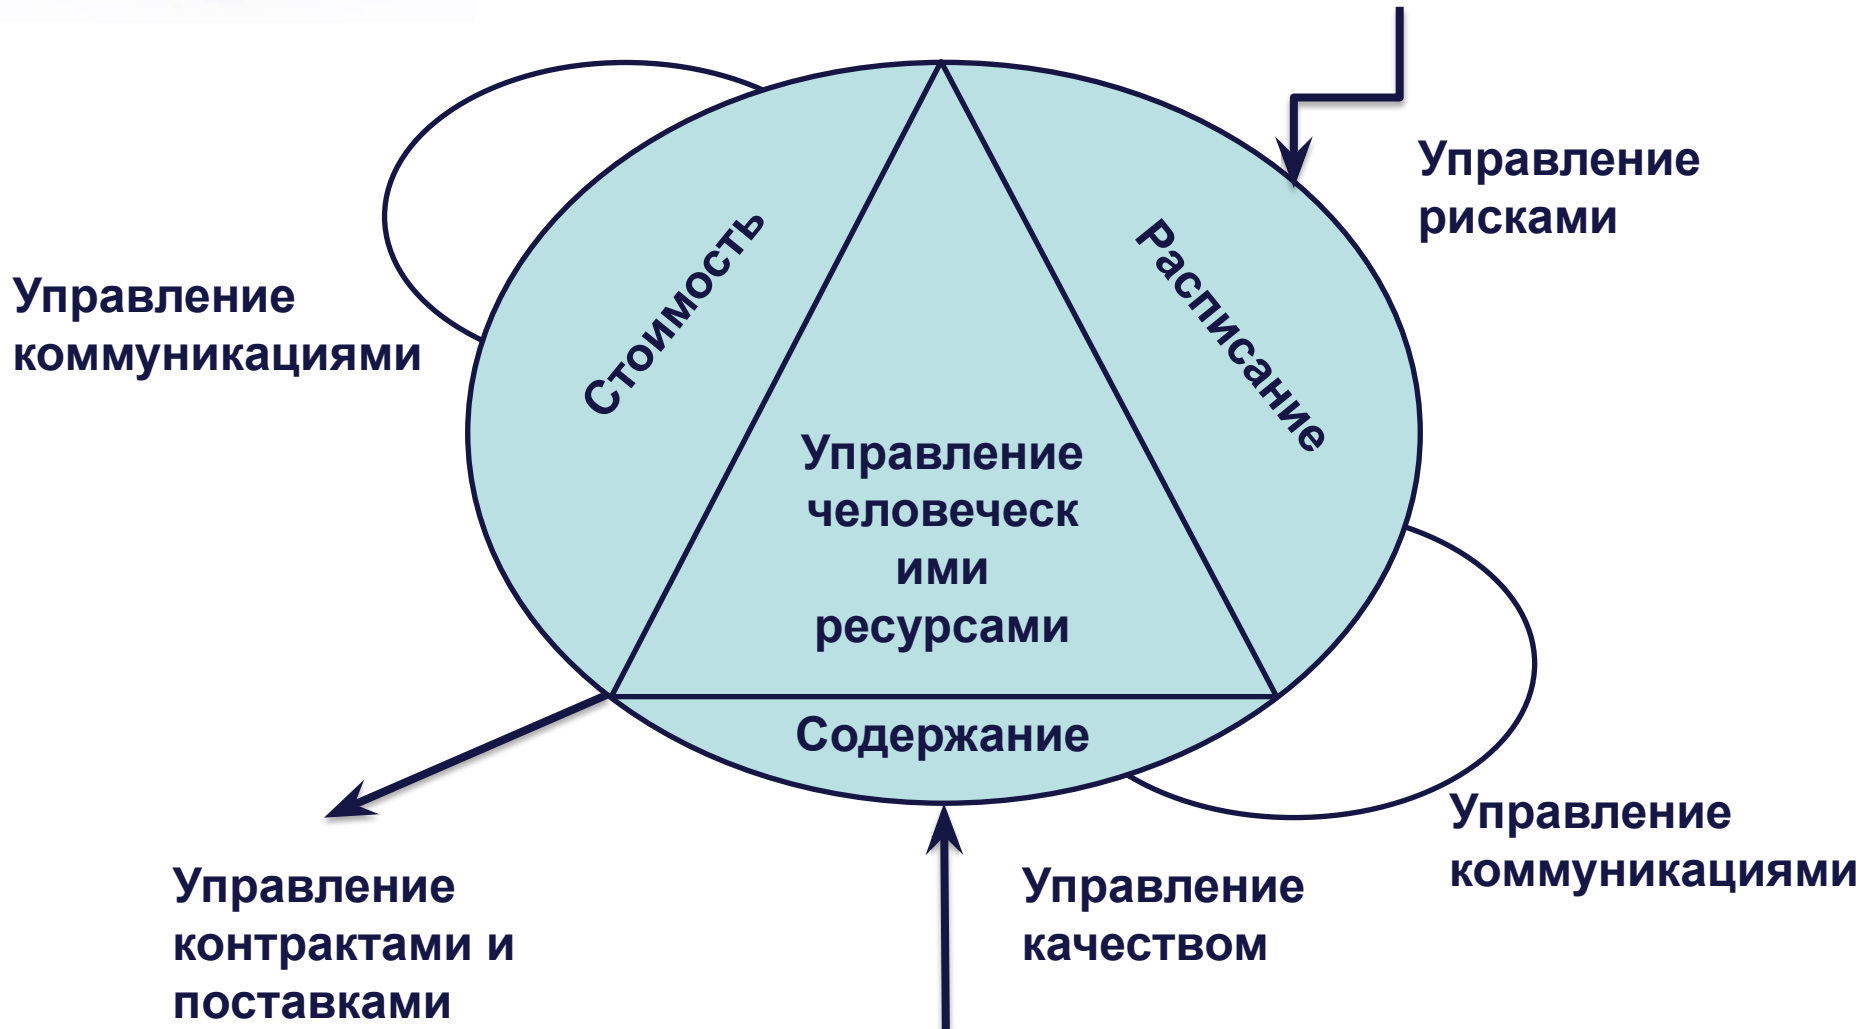 Управление
рисками
Стоимость
Расписание
Управление
коммуникациями
Управление
человеческ
ими
ресурсами
Содержание
Управление
коммуникациями
Управление
контрактами и
поставками
Управление
качеством